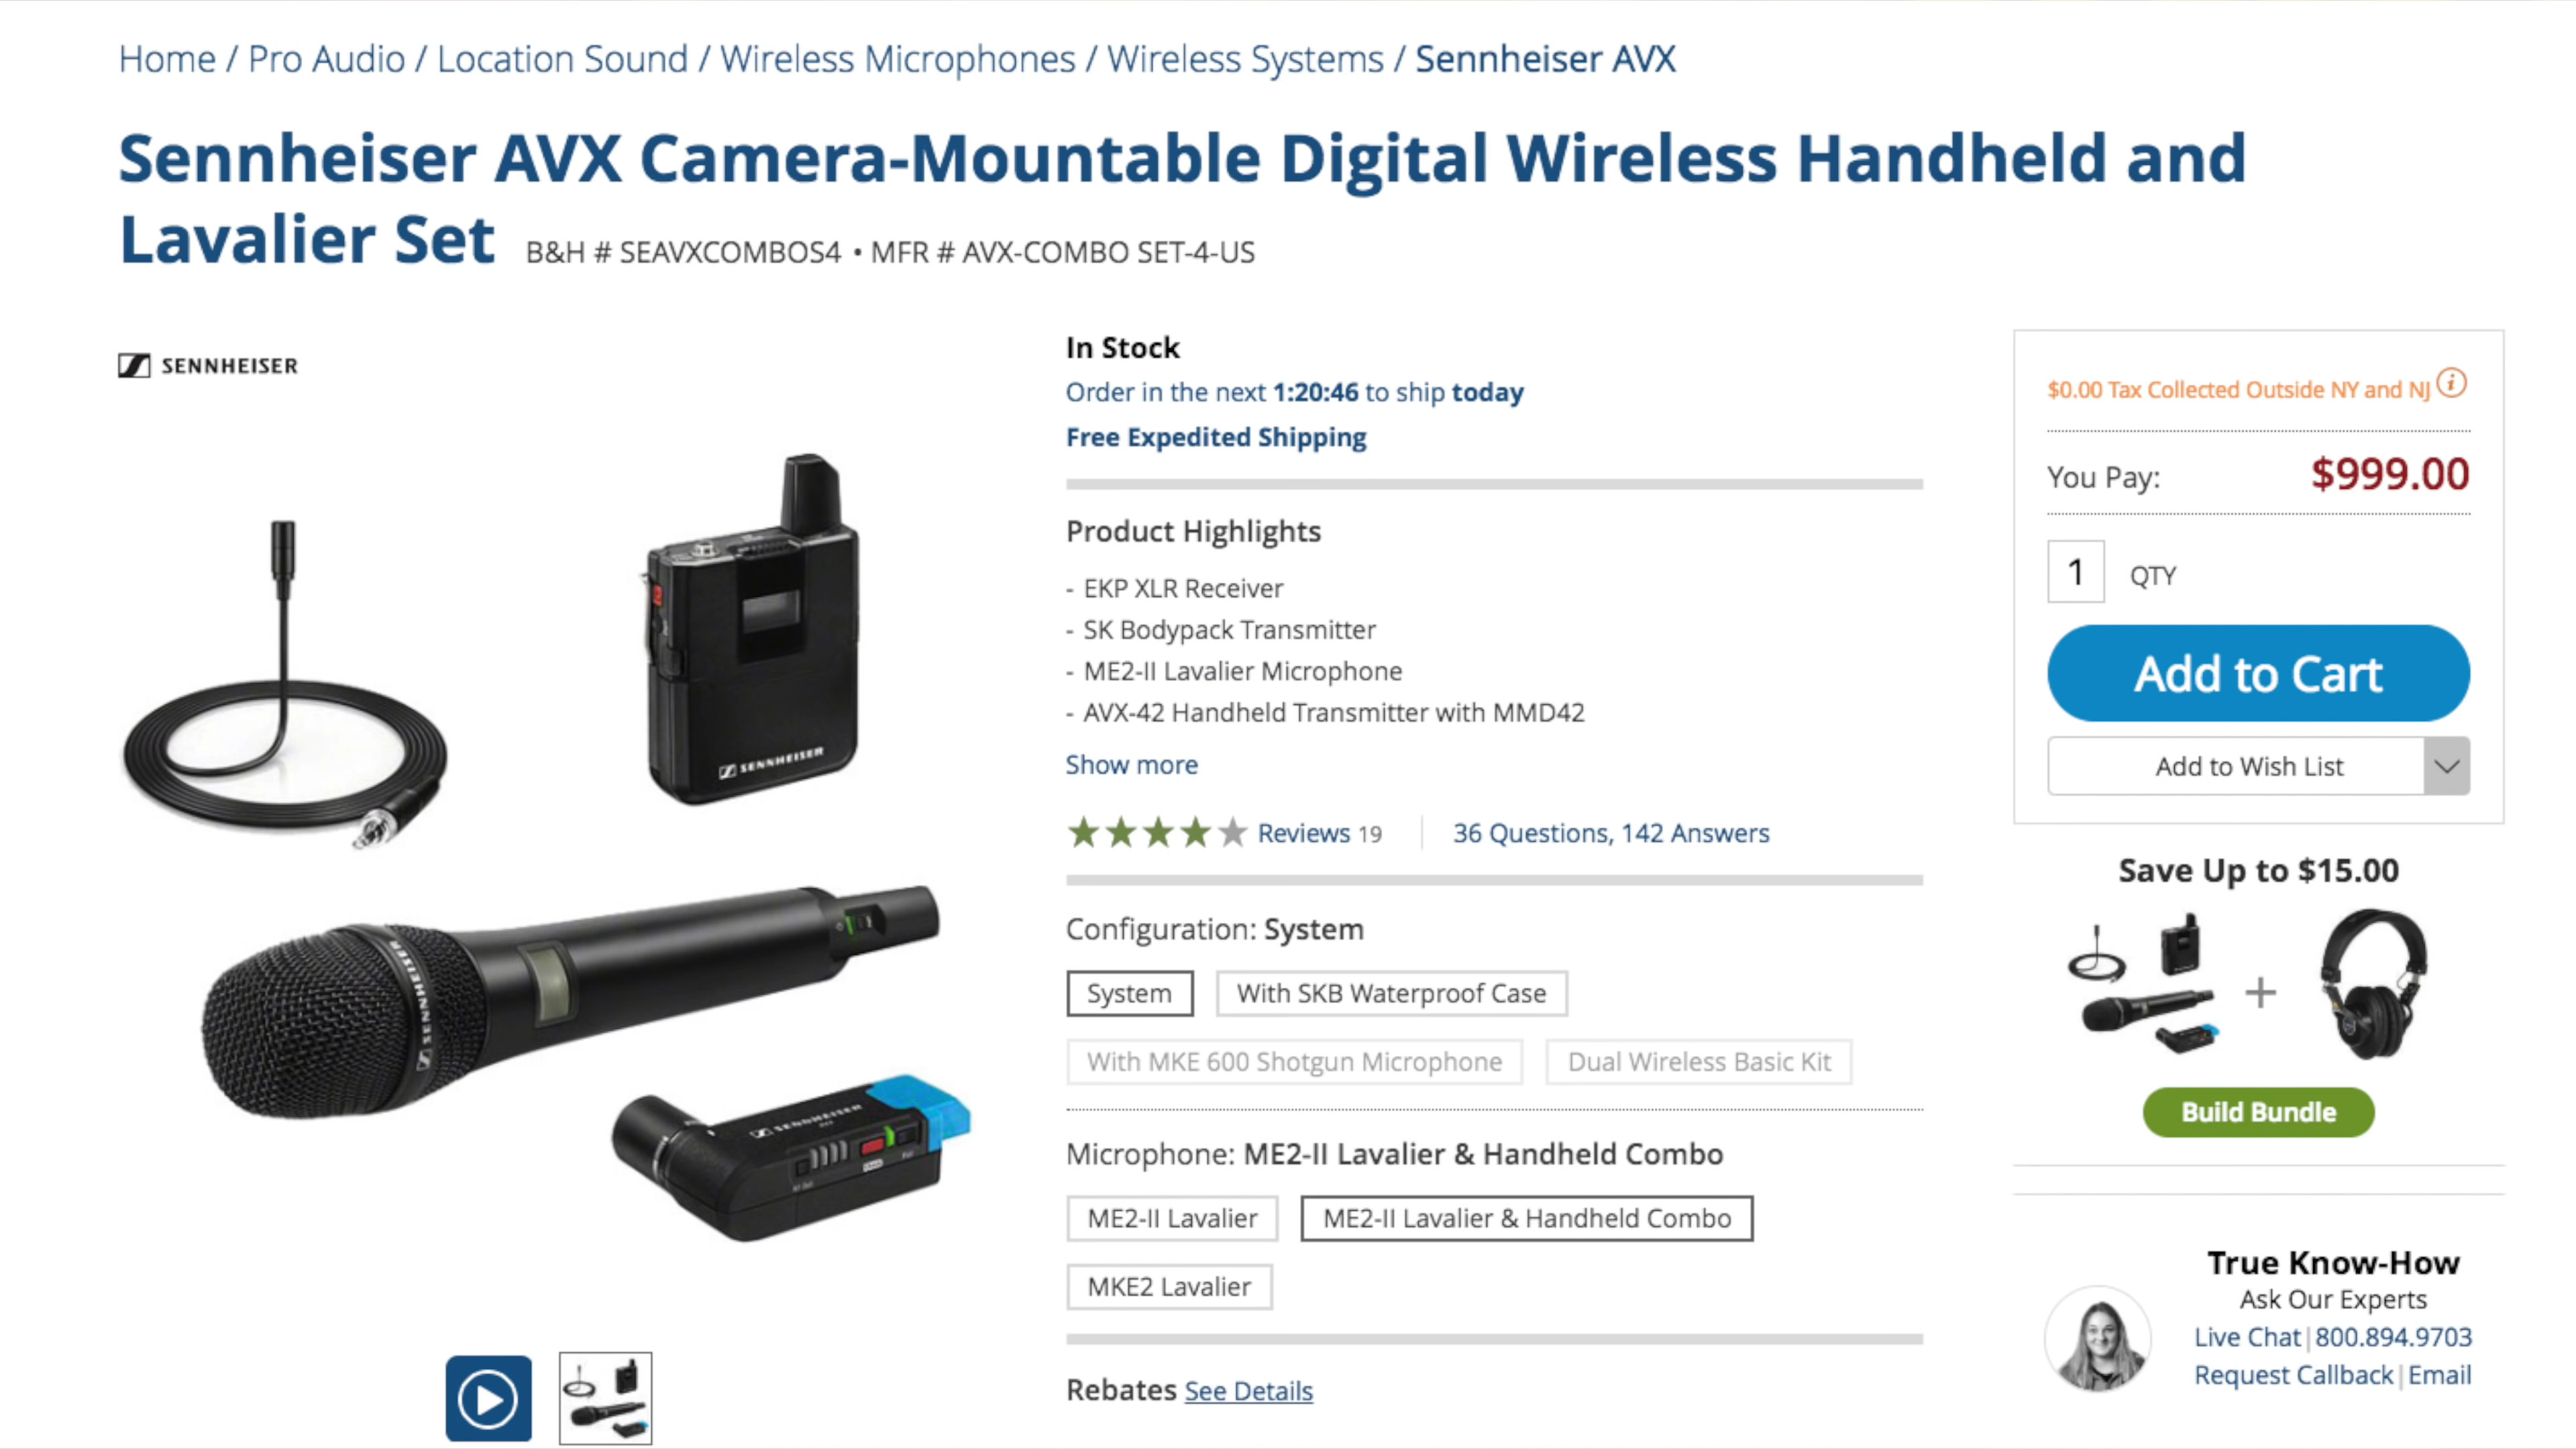 Home / Pro Audio / Location Sound / Wireless Microphones / Wireless Systems / Sennheiser AVX
Sennheiser AVX Camera-Mountable Digital Wireless Handheld and
Lavalier Set B&H # SEAVXCOMBOS4 • MFR # AVX-COMBO SET-4-US
SENNHEISER
SENNHEISER
SENNHEISER
SENNHEISER
In Stock
Order in the next 1:20:46 to ship today
Free Expedited Shipping
Product Highlights
- EKP XLR Receiver
- SK Bodypack Transmitter
- ME2-II Lavalier Microphone
- AVX-42 Handheld Transmitter with MMD42
Show more
Reviews 19
36 Questions, 142 Answers
Configuration: System
System
With SKB Waterproof Case
With MKE 600 Shotgun Microphone
Dual Wireless Basic Kit
Microphone: ME2-II Lavalier & Handheld Combo
ME2-II Lavalier
ME2-II Lavalier & Handheld Combo
MKE2 Lavalier
Rebates See Details
$0.00 Tax Collected Outside NY and NJ i
You Pay: $999.00
1 QTY
Add to Cart
Add to Wish List
Save Up to $15.00
+
Build Bundle
True Know-How
Ask Our Experts
Live Chat | 800.894.9703
Request Callback | Email